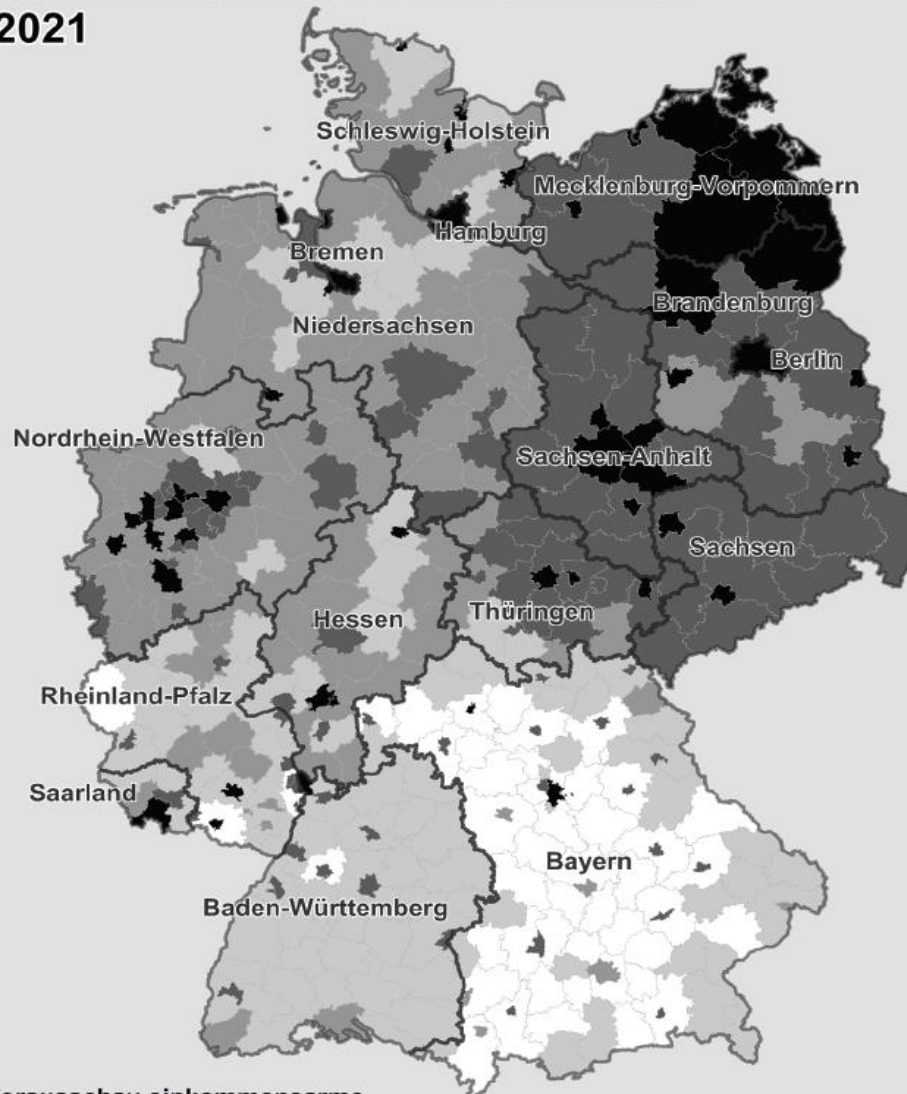 2021
Schleswig-Holstein
Mecklenburg-Vorpommern
Hamburg
Bremen
Brandenburg
Niedersachsen
Berlin
Nordrhein-Westfalen
Sachsen-Anhalt
Sachsen
Hessen
Thüringen
Rheinland-Pfalz
Saarland
Bayern
Baden-Württemberg